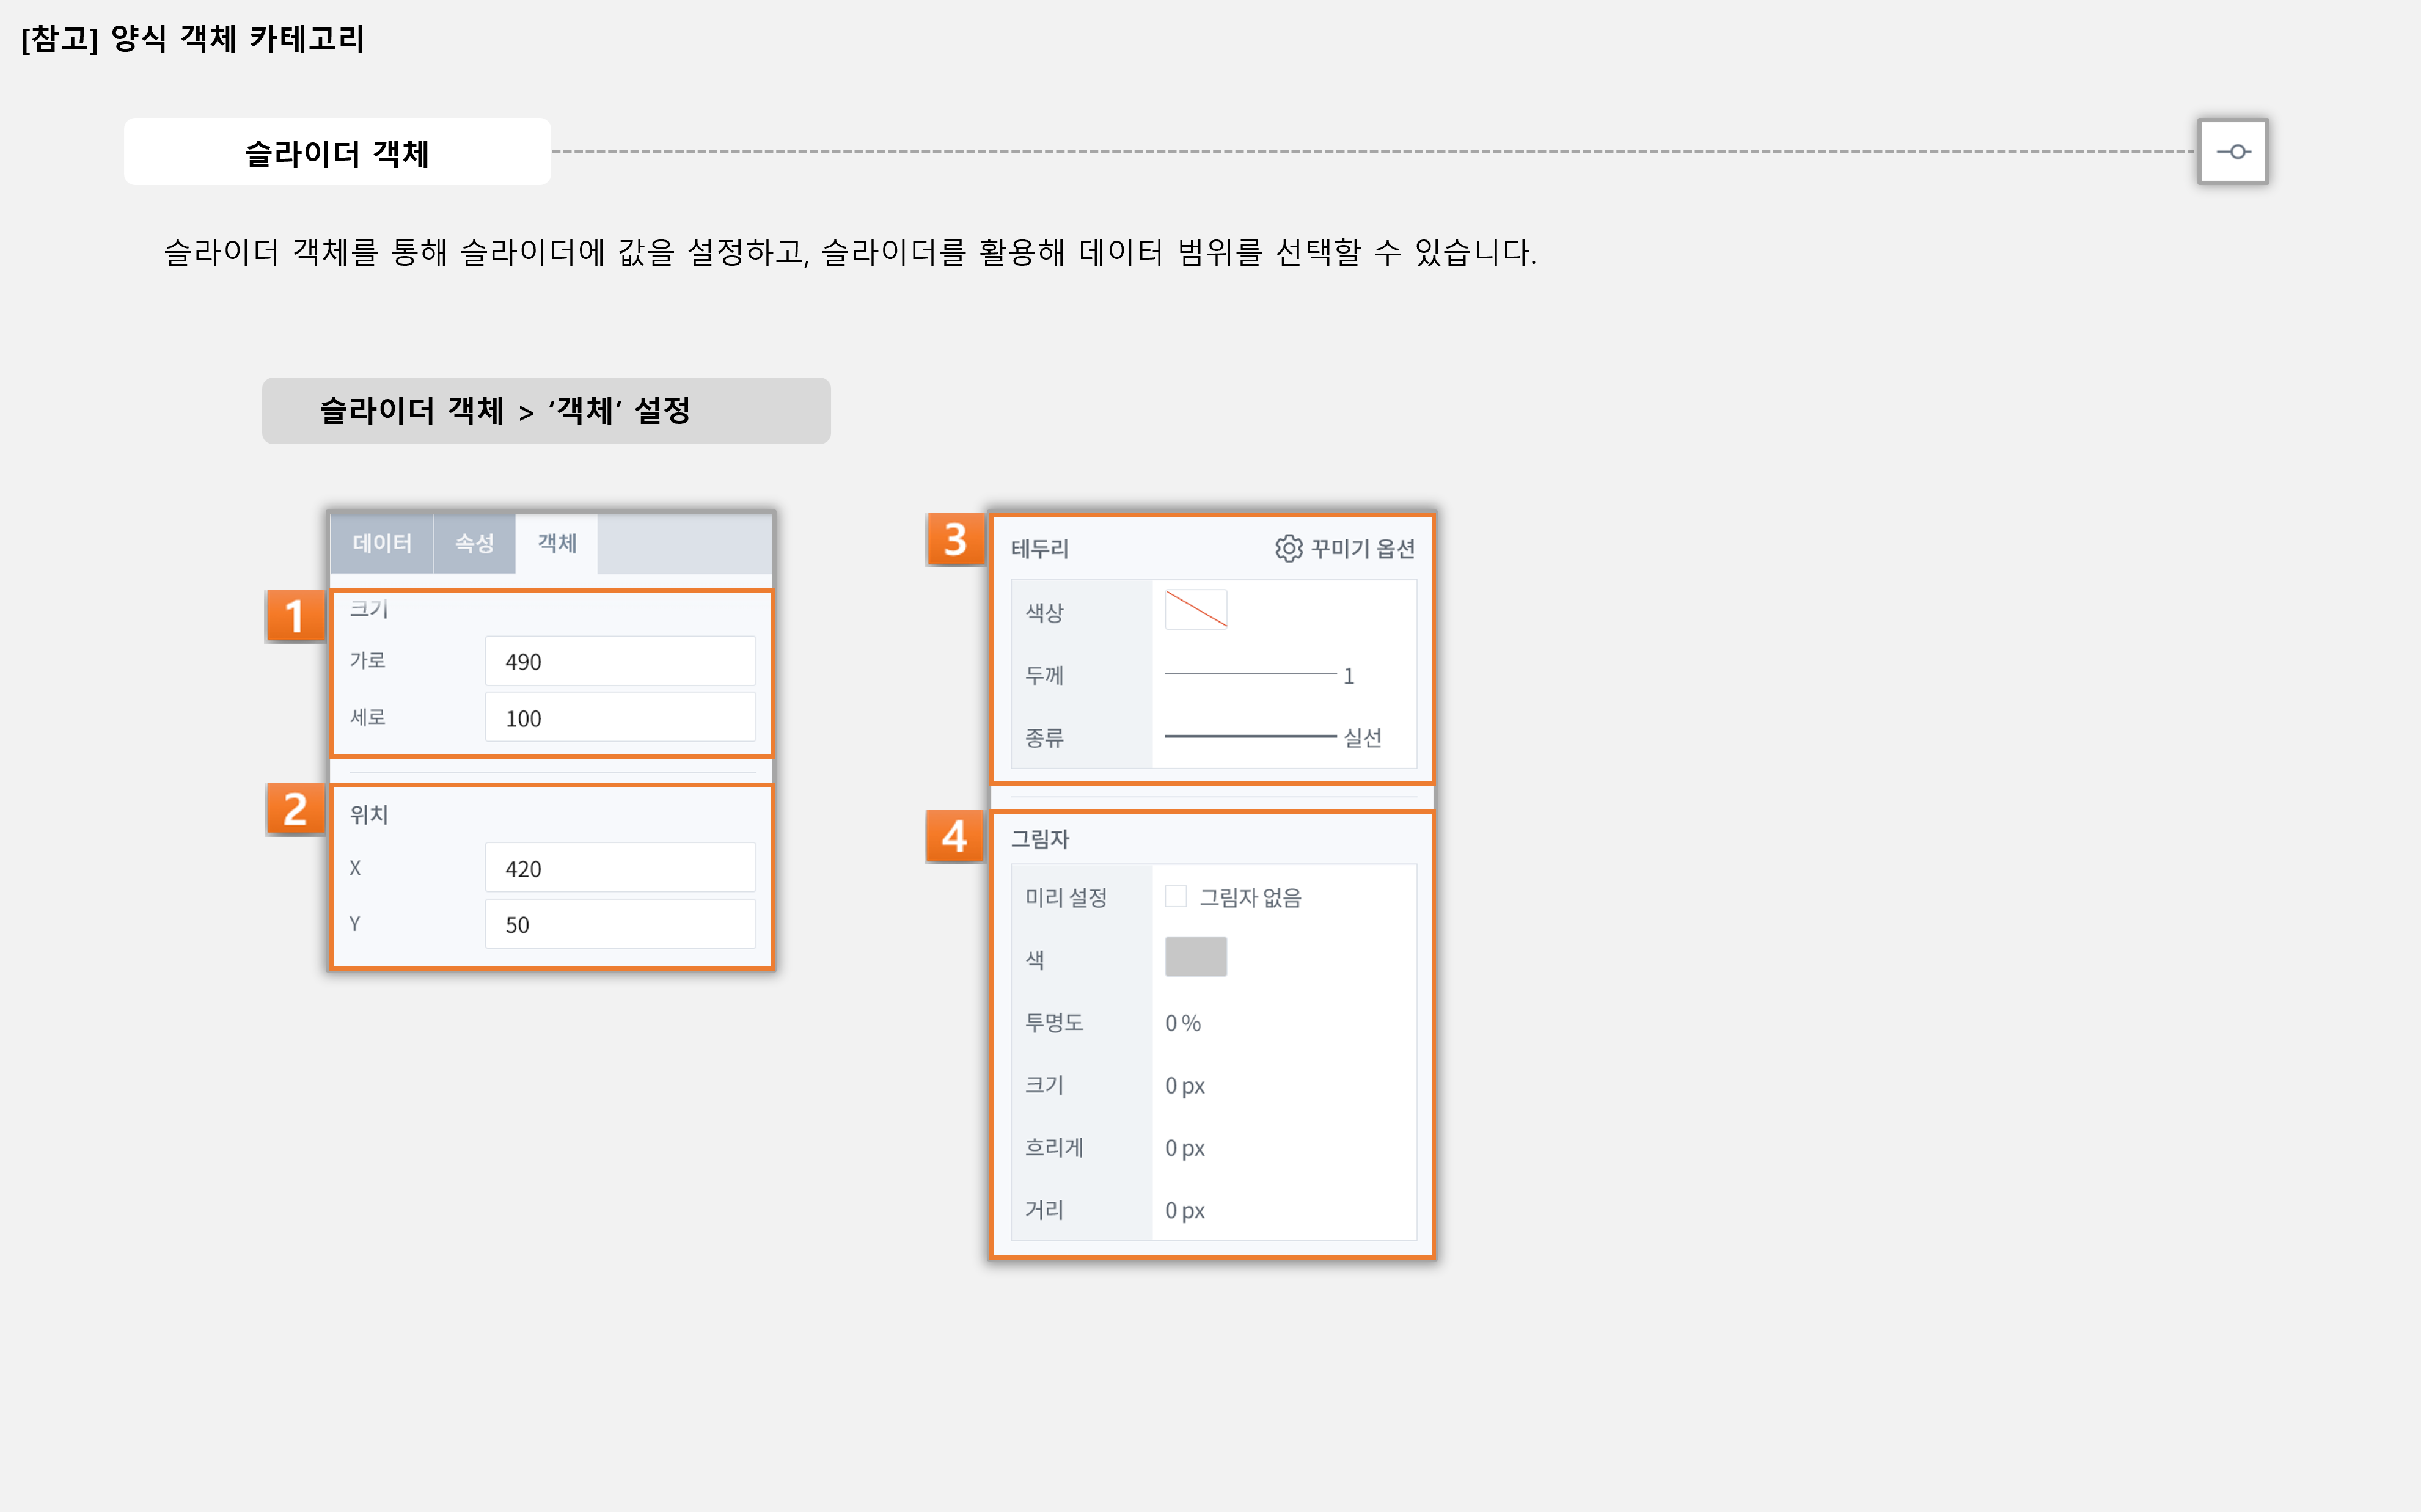 [참고] 양식 객체 카테고리
슬라이더 객체
슬라이더 객체를 통해 슬라이더에 값을 설정하고, 슬라이더를 활용해 데이터 범위를 선택할 수 있습니다.
슬라이더 객체 > ‘객체’ 설정
데이터 속성 객체
1
크기
가로 490
세로 100
2
위치
X 420
Y 50
3
테두리 꾸미기 옵션
색상
두께 1
종류 실선
4
그림자
미리 설정 그림자 없음
색
투명도 0 %
크기 0 px
흐리게 0 px
거리 0 px